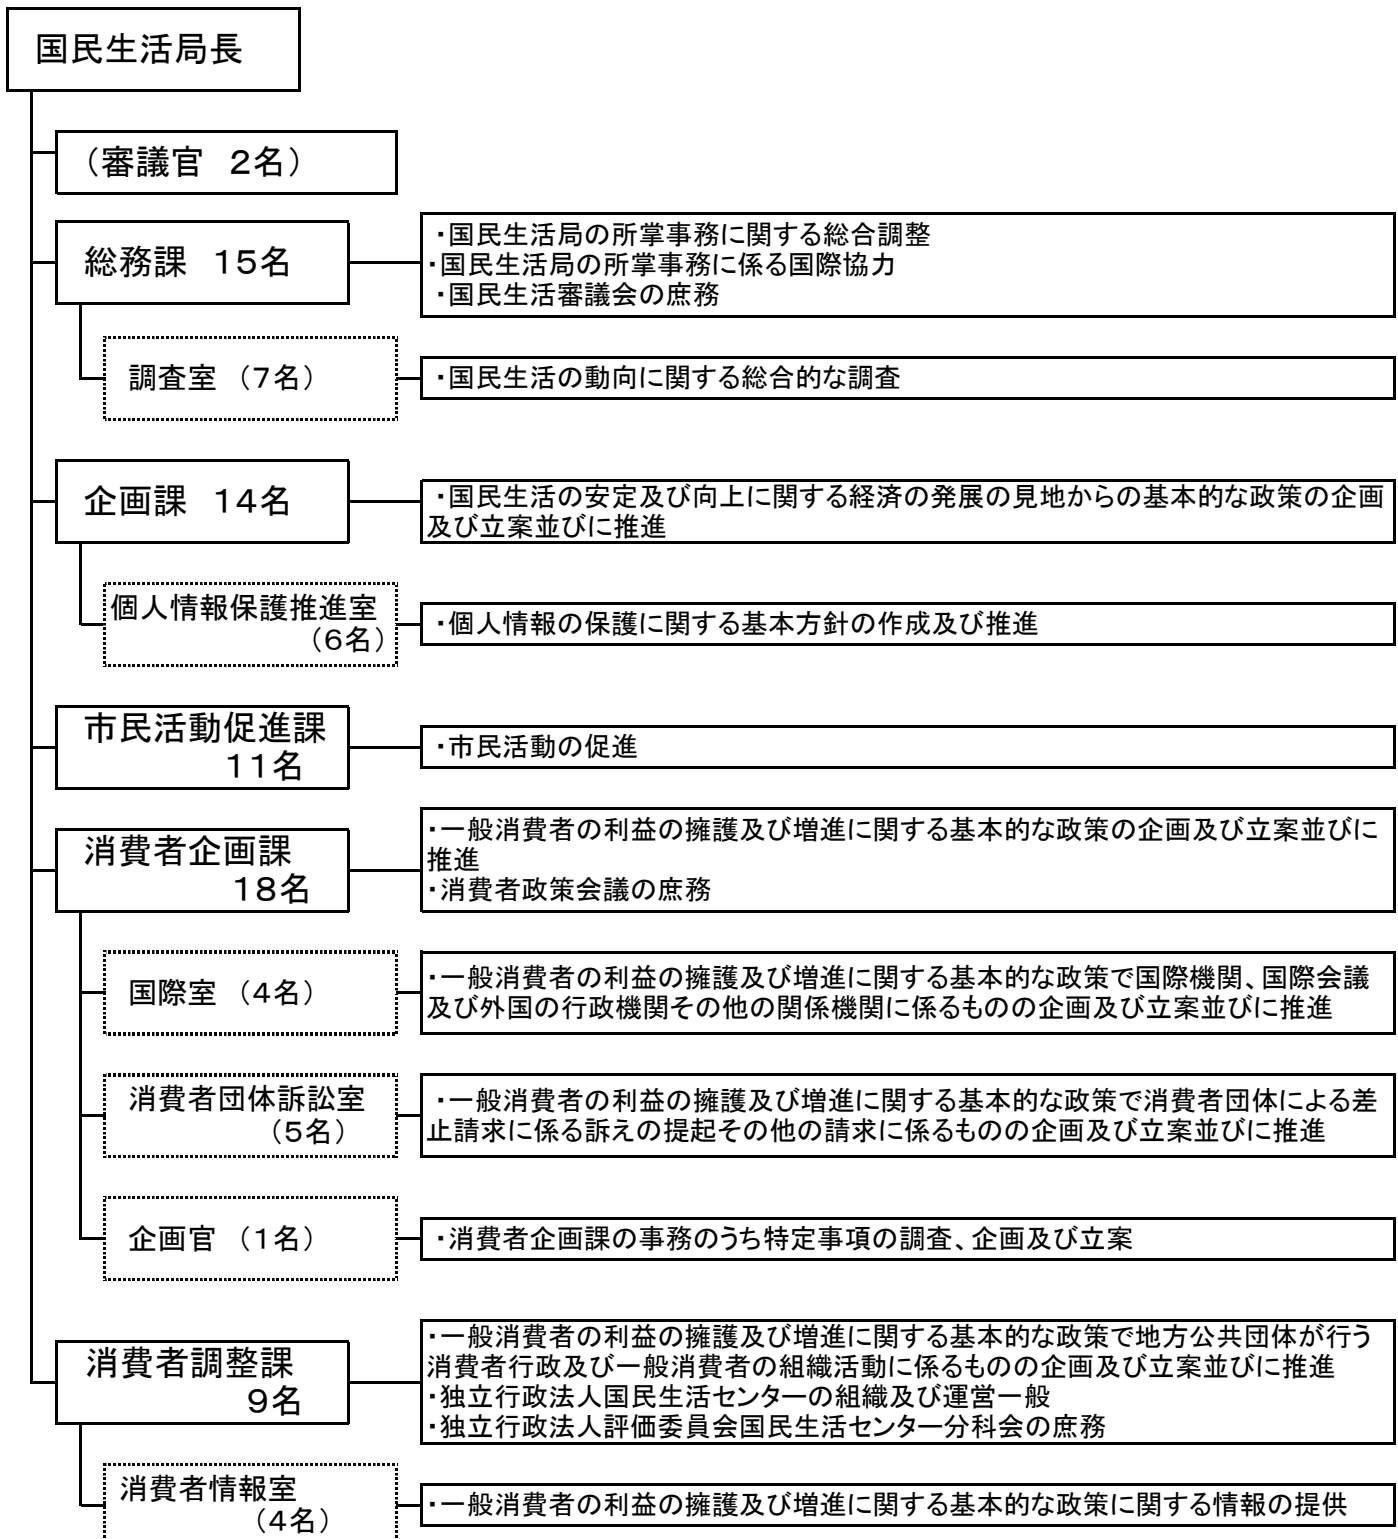 国民生活局長
（審議官　２名）
総務課　１５名
・国民生活局の所掌事務に関する総合調整
・国民生活局の所掌事務に係る国際協力
・国民生活審議会の庶務
調査室　（７名）
・国民生活の動向に関する総合的な調査
企画課　１４名
・国民生活の安定及び向上に関する経済の発展の見地からの基本的な政策の企画
及び立案並びに推進
個人情報保護推進室
（６名）
・個人情報の保護に関する基本方針の作成及び推進
市民活動促進課
１１名
・市民活動の促進
消費者企画課
１８名
・一般消費者の利益の擁護及び増進に関する基本的な政策の企画及び立案並びに
推進
・消費者政策会議の庶務
国際室　（４名）
・一般消費者の利益の擁護及び増進に関する基本的な政策で国際機関、国際会議
及び外国の行政機関その他の関係機関に係るものの企画及び立案並びに推進
消費者団体訴訟室
（５名）
・一般消費者の利益の擁護及び増進に関する基本的な政策で消費者団体による差
止請求に係る訴えの提起その他の請求に係るものの企画及び立案並びに推進
企画官　（１名）
・消費者企画課の事務のうち特定事項の調査、企画及び立案
消費者調整課
９名
・一般消費者の利益の擁護及び増進に関する基本的な政策で地方公共団体が行う
消費者行政及び一般消費者の組織活動に係るものの企画及び立案並びに推進
・独立行政法人国民生活センターの組織及び運営一般
・独立行政法人評価委員会国民生活センター分科会の庶務
消費者情報室
（４名）
・一般消費者の利益の擁護及び増進に関する基本的な政策に関する情報の提供